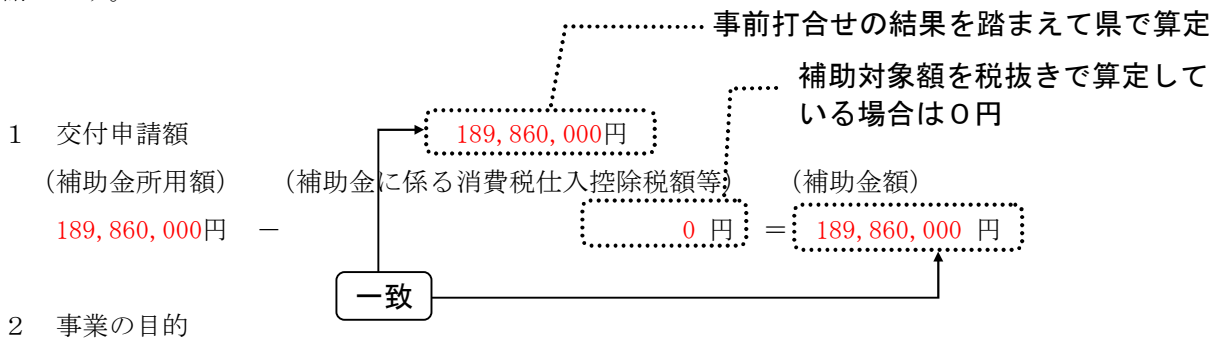 事前打合せの結果を踏まえて県で算定
補助対象額を税抜きで算定して
いる場合は０円
１　交付申請額　189,860,000円
（補助金所用額）　（補助金に係る消費税仕入控除税額等）　（補助金額）
189,860,000円　－　0 円　＝　189,860,000 円
一致
２　事業の目的